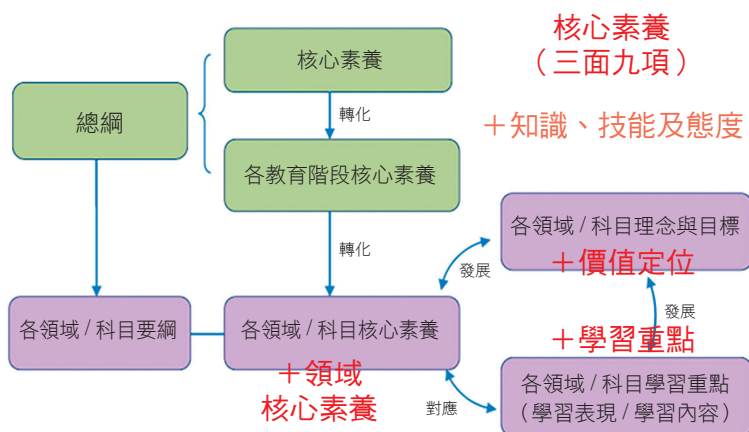 核心素養
(三面九項)
核心素養
總綱
轉化
+知識、技能及態度
各教育階段核心素養
轉化
各領域 / 科目理念與目標
+價值定位
發展
發展
各領域 / 科目要綱
各領域 / 科目核心素養
+學習重點
+領域
核心素養
對應
各領域 / 科目學習重點
(學習表現 / 學習內容)